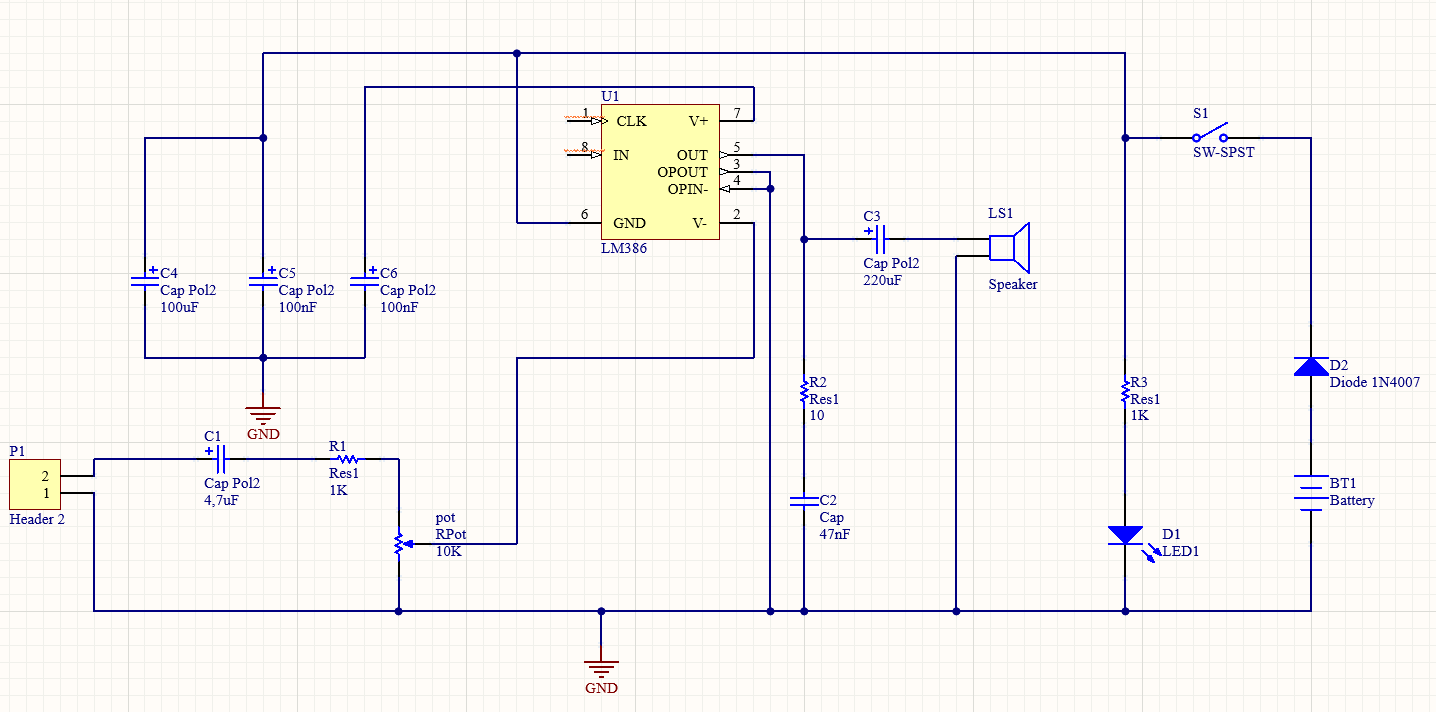 U1
1
CLK
V+
7
8
IN
OUT
5
OPOUT
3
OPIN-
4
6
GND
V-
2
LM386
S1
SW-SPST
C3
Cap Pol2
220uF
LS1
Speaker
C4
Cap Pol2
100uF
C5
Cap Pol2
100nF
C6
Cap Pol2
100nF
GND
D2
Diode 1N4007
R2
Res1
10
R3
Res1
1K
P1
2
1
Header 2
C1
Cap Pol2
4,7uF
R1
Res1
1K
pot
RPot
10K
C2
Cap
47nF
BT1
Battery
D1
LED1
GND